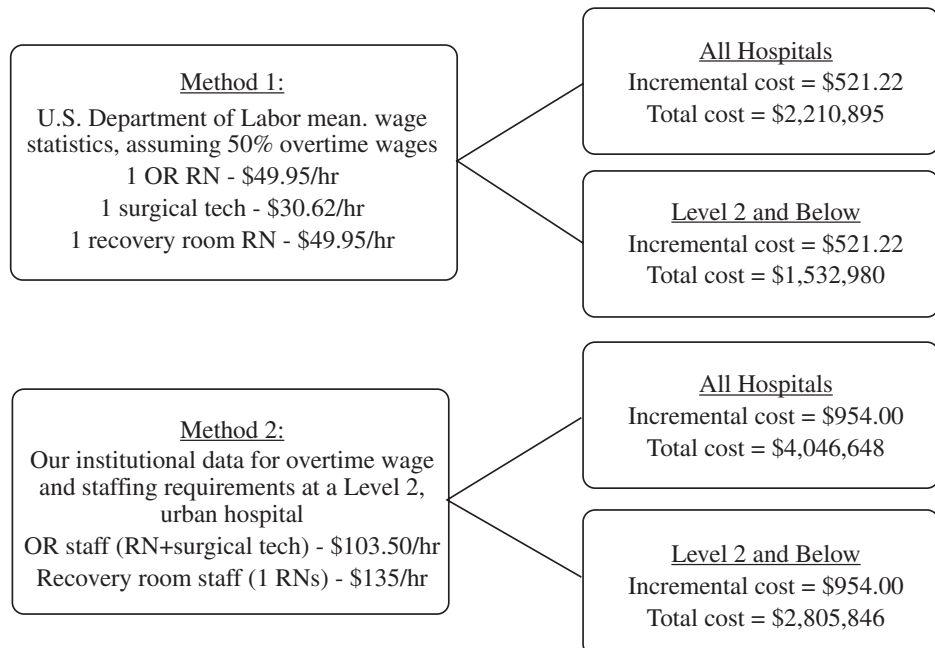 Method 1:
U.S. Department of Labor mean. wage
statistics, assuming 50% overtime wages
1 OR RN - $49.95/hr
1 surgical tech - $30.62/hr
1 recovery room RN - $49.95/hr
All Hospitals
Incremental cost = $521.22
Total cost = $2,210,895
Level 2 and Below
Incremental cost = $521.22
Total cost = $1,532,980
Method 2:
Our institutional data for overtime wage
and staffing requirements at a Level 2,
urban hospital
OR staff (RN+surgical tech) - $103.50/hr
Recovery room staff (1 RNs) - $135/hr
All Hospitals
Incremental cost = $954.00
Total cost = $4,046,648
Level 2 and Below
Incremental cost = $954.00
Total cost = $2,805,846